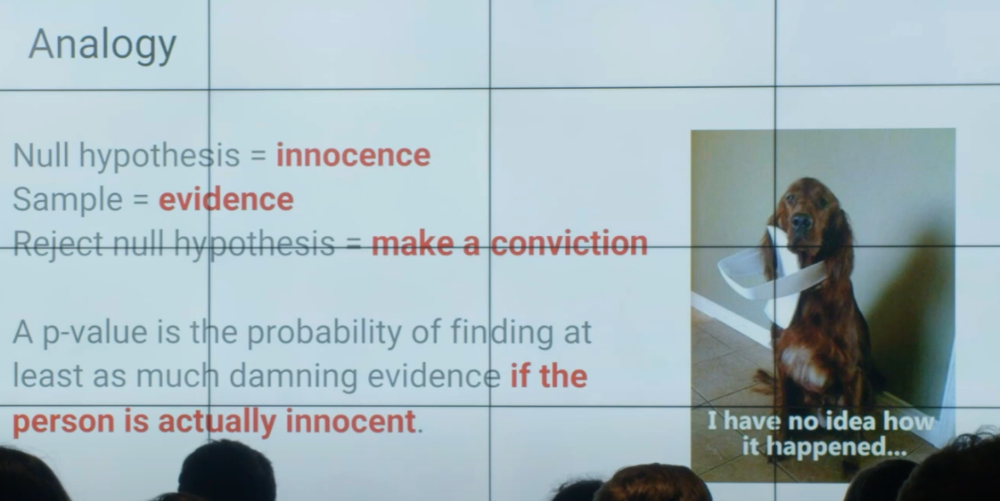 Analogy
Null hypothesis = innocence
Sample = evidence
Reject null hypothesis = make a conviction
A p-value is the probability of finding at
least as much damning evidence if the
person is actually innocent.
I have no idea how
it happened...